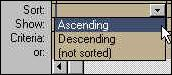 Sort:
Show: Ascending
Criteria: Descending
or: (not sorted)